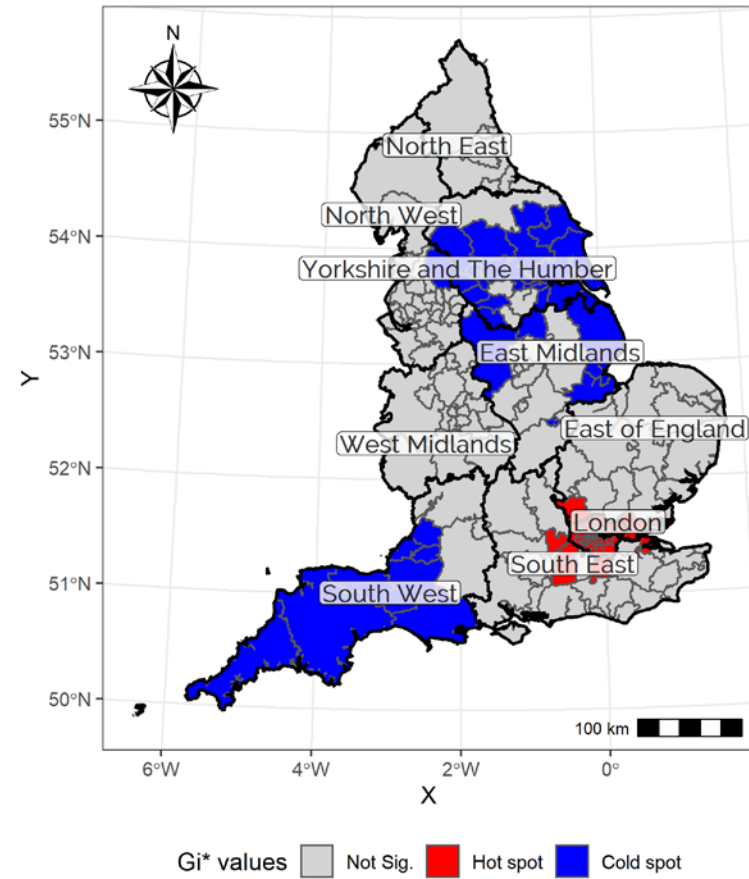 N
55°N
North East
North West
54°N
Yorkshire and The Humber
53°N
East Midlands
Y
East of England
West Midlands
52°N
London
South East
51°N
South West
50°N
100 km
6°W
4°W
2°W
0°
X
Gi* values
Not Sig.
Hot spot
Cold spot